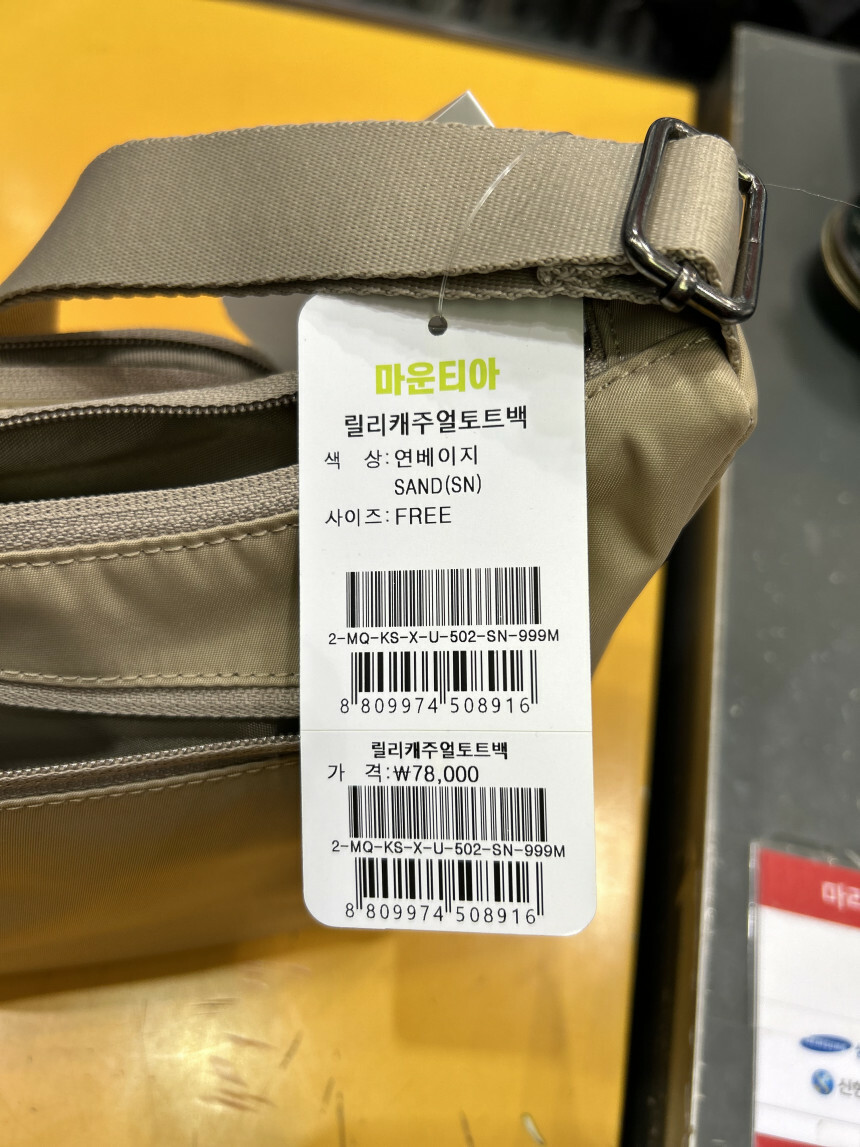 마운티아
릴리캐주얼토트백
색 상:연베이지
SAND(SN)
사이즈:FREE
2-MQ-KS-X-U-502-SN-999M
8 809974 508916
릴리캐주얼토트백
가 격:₩78,000
2-MQ-KS-X-U-502-SN-999M
8 809974 508916
SAMSUNG